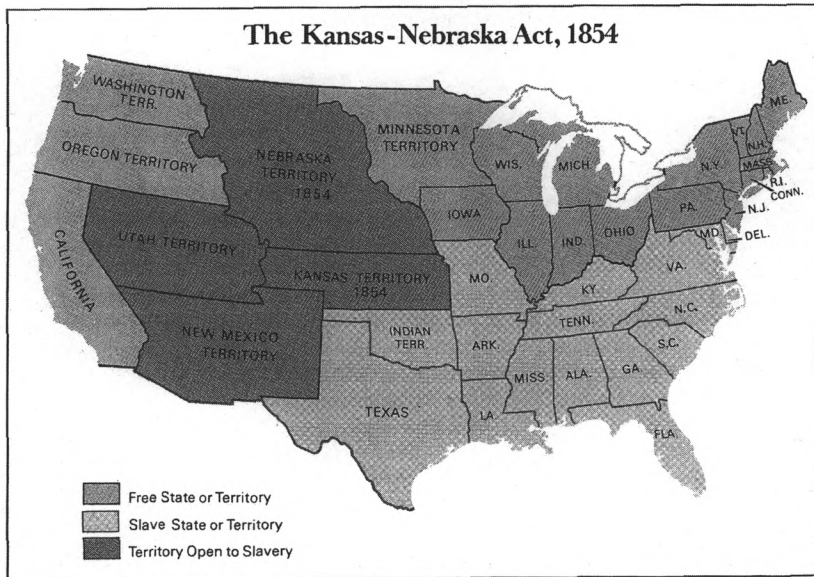 The Kansas-Nebraska Act, 1854
WASHINGTON
TERR.
OREGON TERRITORY
CALIFORNIA
NEBRASKA
TERRITORY
1854
UTAH TERRITORY
NEW MEXICO
TERRITORY
KANSAS TERRITORY
1854
MINNESOTA
TERRITORY
IOWA
MO.
INDIAN
TERR.
ARK.
TEXAS
LA.
WIS.
MICH.
ILL.
IND.
OHIO
KY.
TENN.
MISS.
ALA.
GA.
FLA.
S.C.
N.C.
VA.
MD.
DEL.
PA.
N.J.
N.Y.
CONN.
R.I.
MASS.
VT.
N.H.
ME.
Free State or Territory
Slave State or Territory
Territory Open to Slavery